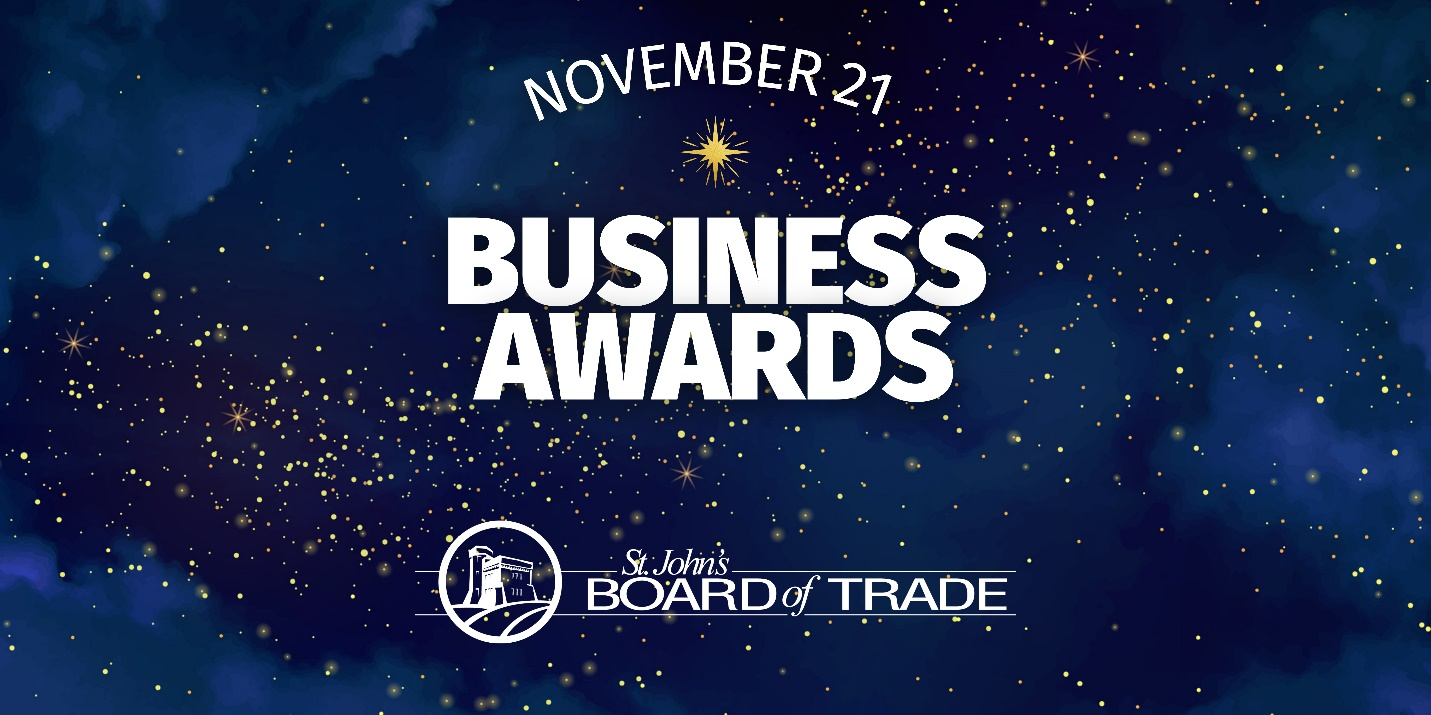 NOVEMBER 21
BUSINESS
AWARDS
St. John's
BOARD of TRADE